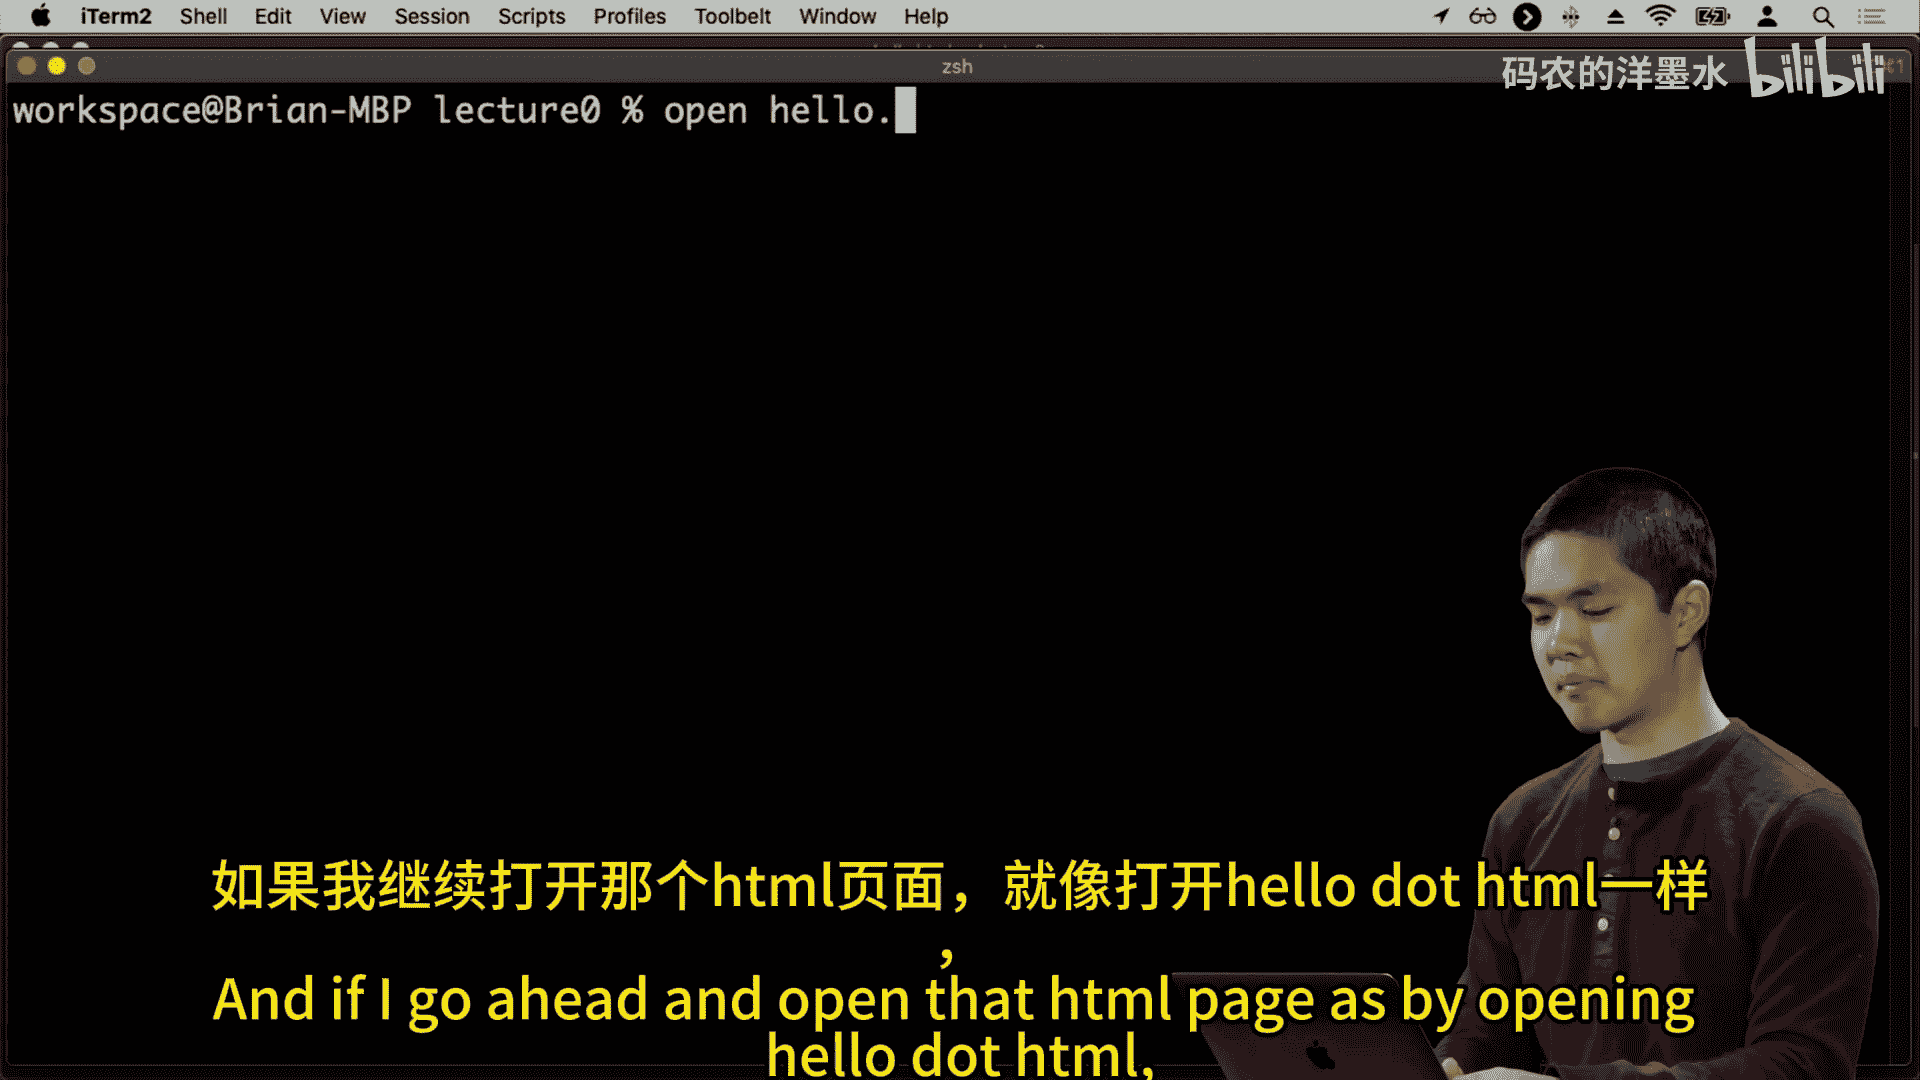 iTerm2 Shell Edit View Session Scripts Profiles Toolbelt Window Help
zsh
码农的洋墨水 bilibili
workspace@Brian-MBP lecture0 % open hello.
如果我继续打开那个html页面，就像打开hello dot html一样
，
And if I go ahead and open that html page as by opening
hello dot html,